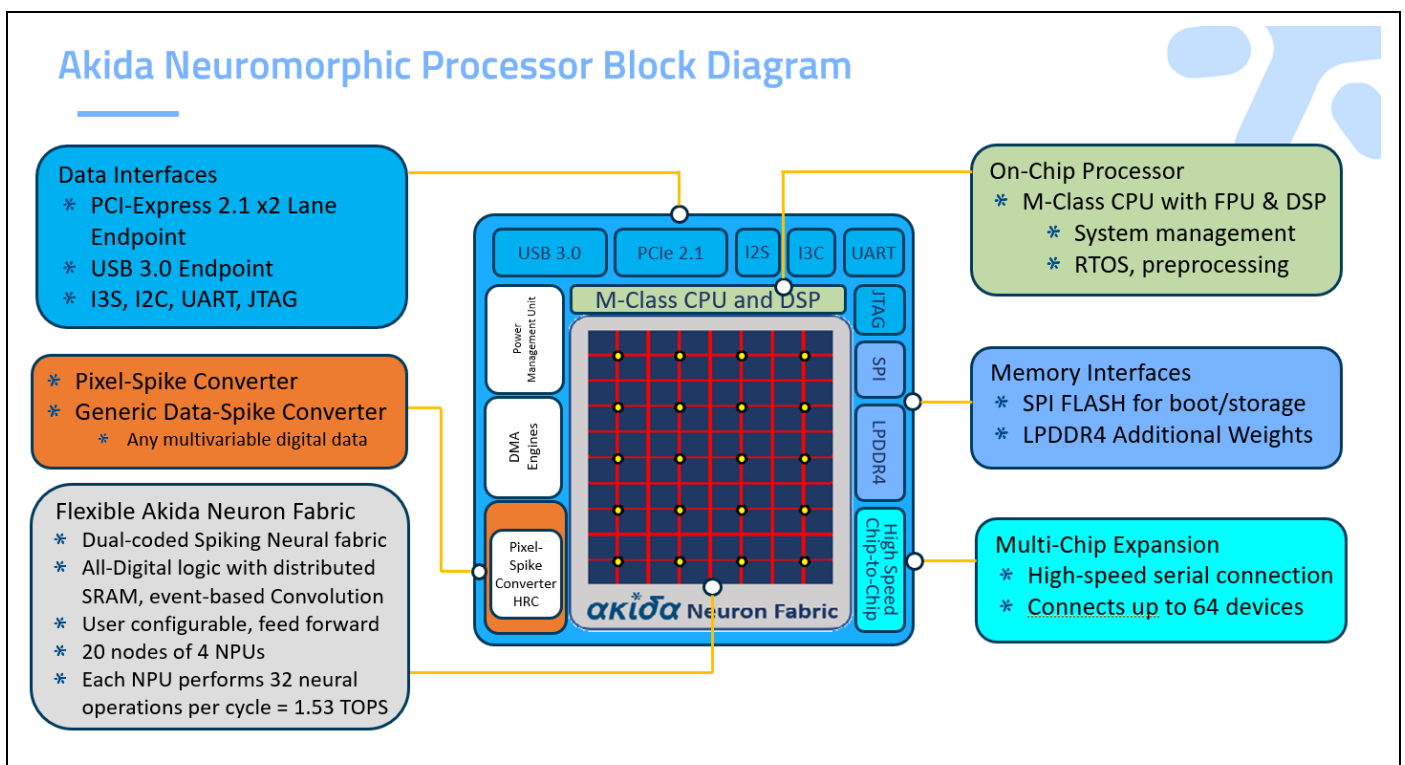 Akida Neuromorphic Processor Block Diagram
Data Interfaces
* PCI-Express 2.1 x2 Lane
Endpoint
* USB 3.0 Endpoint
* I3S, I2C, UART, JTAG
* Pixel-Spike Converter
* Generic Data-Spike Converter
* Any multivariable digital data
Flexible Akida Neuron Fabric
* Dual-coded Spiking Neural fabric
* All-Digital logic with distributed
SRAM, event-based Convolution
* User configurable, feed forward
* 20 nodes of 4 NPUs
* Each NPU performs 32 neural
operations per cycle = 1.53 TOPS
USB 3.0
PCIe 2.1
I2S
I3C
UART
Power
Management Unit
M-Class CPU and DSP
JTAG
SPI
DMA
Engines
LPDDR4
Pixel-
Spike
Converter
HRC
High Speed
Chip-to-Chip
akida Neuron Fabric
On-Chip Processor
* M-Class CPU with FPU & DSP
* System management
* RTOS, preprocessing
Memory Interfaces
* SPI FLASH for boot/storage
* LPDDR4 Additional Weights
Multi-Chip Expansion
* High-speed serial connection
* Connects up to 64 devices